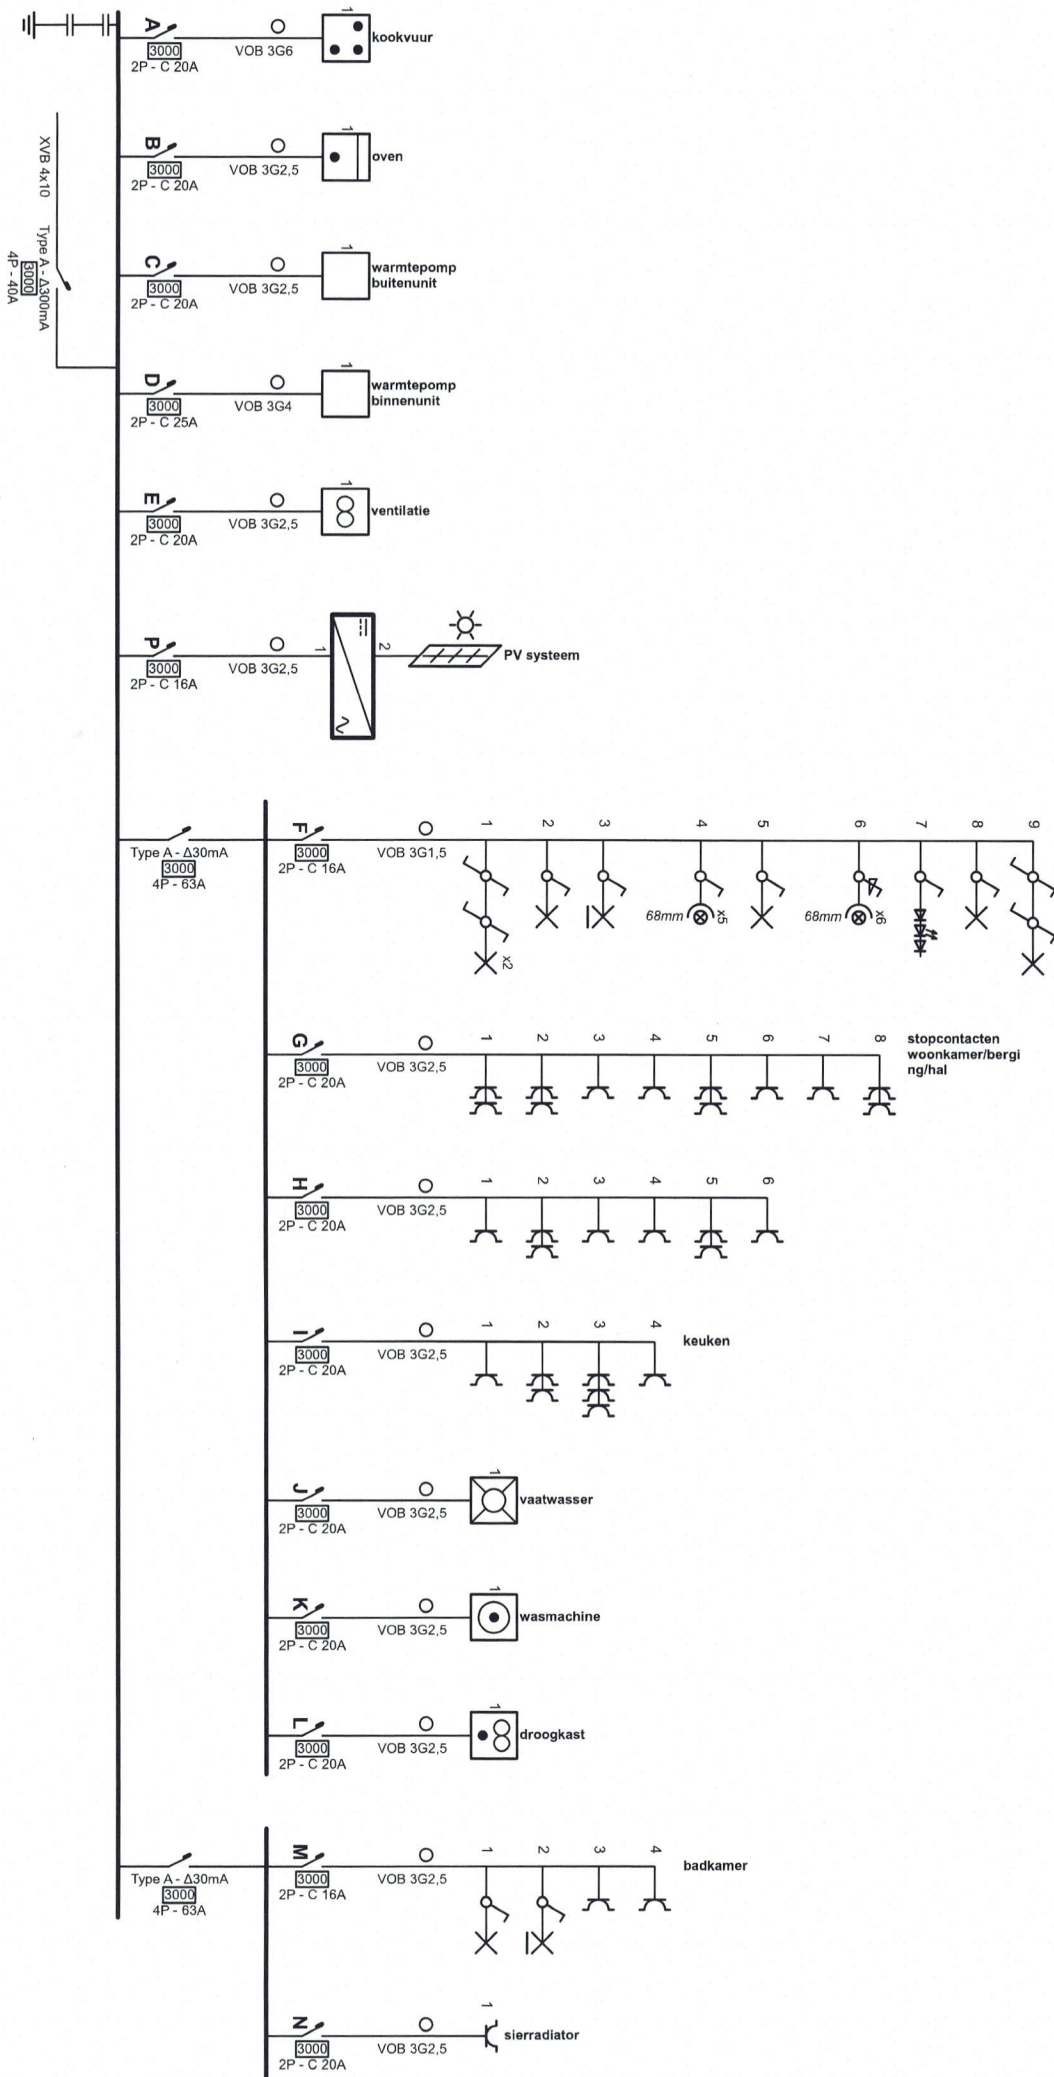 A
3000
2P - C 20A
VOB 3G6
1
kookvuur
B
3000
2P - C 20A
VOB 3G2,5
1
oven
XVB 4x10
Type A - Δ300mA
3000
4P - 40A
C
3000
2P - C 20A
VOB 3G2,5
1
warmtepomp
buitenunit
D
3000
2P - C 25A
VOB 3G4
1
warmtepomp
binnenunit
E
3000
2P - C 20A
VOB 3G2,5
1
ventilatie
P
3000
2P - C 16A
VOB 3G2,5
1
2
PV systeem
Type A - Δ30mA
3000
4P - 63A
F
3000
2P - C 16A
VOB 3G1,5
1
2
3
4
5
6
7
8
9
x2
68mm
x5
68mm
x6
G
3000
2P - C 20A
VOB 3G2,5
1
2
3
4
5
6
7
8
stopcontacten
woonkamer/bergi
ng/hal
H
3000
2P - C 20A
VOB 3G2,5
1
2
3
4
5
6
I
3000
2P - C 20A
VOB 3G2,5
1
2
3
4
keuken
J
3000
2P - C 20A
VOB 3G2,5
1
vaatwasser
K
3000
2P - C 20A
VOB 3G2,5
1
wasmachine
L
3000
2P - C 20A
VOB 3G2,5
1
droogkast
Type A - Δ30mA
3000
4P - 63A
M
3000
2P - C 16A
VOB 3G2,5
1
2
3
4
badkamer
N
3000
2P - C 20A
VOB 3G2,5
1
sierradiator